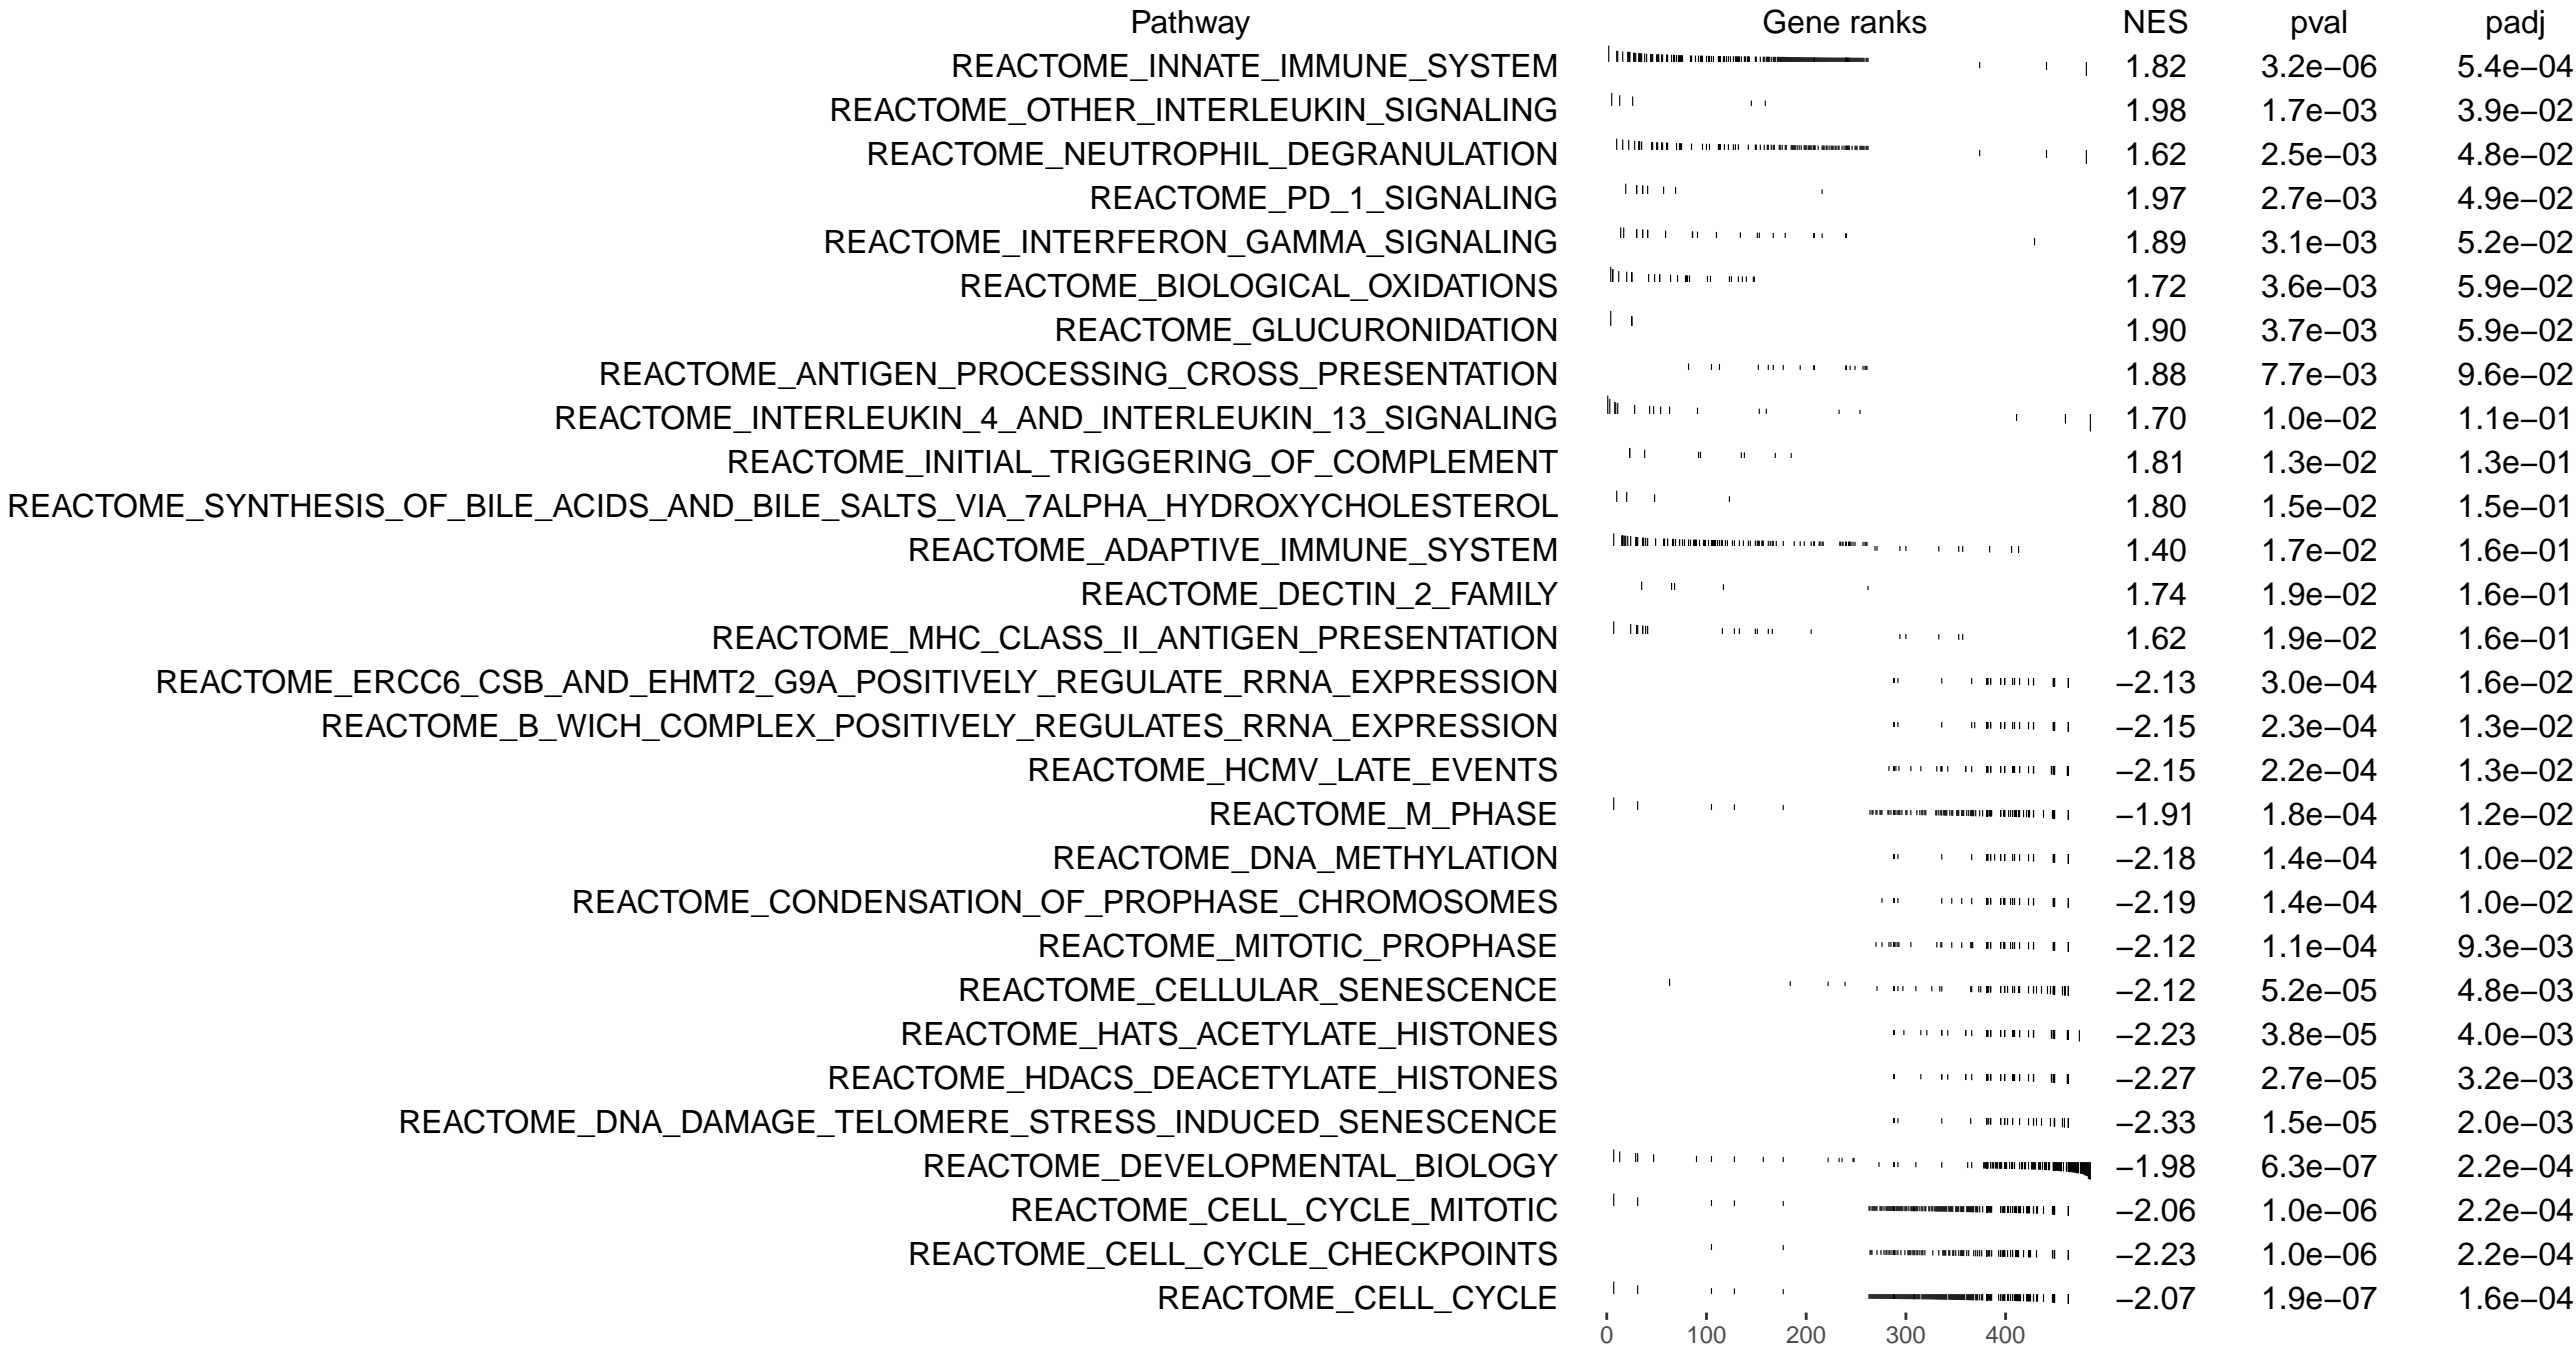 Pathway Gene ranks NES pval padj
REACTOME_INNATE_IMMUNE_SYSTEM 1.82 3.2e−06 5.4e−04
REACTOME_OTHER_INTERLEUKIN_SIGNALING 1.98 1.7e−03 3.9e−02
REACTOME_NEUTROPHIL_DEGRANULATION 1.62 2.5e−03 4.8e−02
REACTOME_PD_1_SIGNALING 1.97 2.7e−03 4.9e−02
REACTOME_INTERFERON_GAMMA_SIGNALING 1.89 3.1e−03 5.2e−02
REACTOME_BIOLOGICAL_OXIDATIONS 1.72 3.6e−03 5.9e−02
REACTOME_GLUCURONIDATION 1.90 3.7e−03 5.9e−02
REACTOME_ANTIGEN_PROCESSING_CROSS_PRESENTATION 1.88 7.7e−03 9.6e−02
REACTOME_INTERLEUKIN_4_AND_INTERLEUKIN_13_SIGNALING 1.70 1.0e−02 1.1e−01
REACTOME_INITIAL_TRIGGERING_OF_COMPLEMENT 1.81 1.3e−02 1.3e−01
REACTOME_SYNTHESIS_OF_BILE_ACIDS_AND_BILE_SALTS_VIA_7ALPHA_HYDROXYCHOLESTEROL 1.80 1.5e−02 1.5e−01
REACTOME_ADAPTIVE_IMMUNE_SYSTEM 1.40 1.7e−02 1.6e−01
REACTOME_DECTIN_2_FAMILY 1.74 1.9e−02 1.6e−01
REACTOME_MHC_CLASS_II_ANTIGEN_PRESENTATION 1.62 1.9e−02 1.6e−01
REACTOME_ERCC6_CSB_AND_EHMT2_G9A_POSITIVELY_REGULATE_RRNA_EXPRESSION −2.13 3.0e−04 1.6e−02
REACTOME_B_WICH_COMPLEX_POSITIVELY_REGULATES_RRNA_EXPRESSION −2.15 2.3e−04 1.3e−02
REACTOME_HCMV_LATE_EVENTS −2.15 2.2e−04 1.3e−02
REACTOME_M_PHASE −1.91 1.8e−04 1.2e−02
REACTOME_DNA_METHYLATION −2.18 1.4e−04 1.0e−02
REACTOME_CONDENSATION_OF_PROPHASE_CHROMOSOMES −2.19 1.4e−04 1.0e−02
REACTOME_MITOTIC_PROPHASE −2.12 1.1e−04 9.3e−03
REACTOME_CELLULAR_SENESCENCE −2.12 5.2e−05 4.8e−03
REACTOME_HATS_ACETYLATE_HISTONES −2.23 3.8e−05 4.0e−03
REACTOME_HDACS_DEACETYLATE_HISTONES −2.27 2.7e−05 3.2e−03
REACTOME_DNA_DAMAGE_TELOMERE_STRESS_INDUCED_SENESCENCE −2.33 1.5e−05 2.0e−03
REACTOME_DEVELOPMENTAL_BIOLOGY −1.98 6.3e−07 2.2e−04
REACTOME_CELL_CYCLE_MITOTIC −2.06 1.0e−06 2.2e−04
REACTOME_CELL_CYCLE_CHECKPOINTS −2.23 1.0e−06 2.2e−04
REACTOME_CELL_CYCLE −2.07 1.9e−07 1.6e−04
0 100 200 300 400